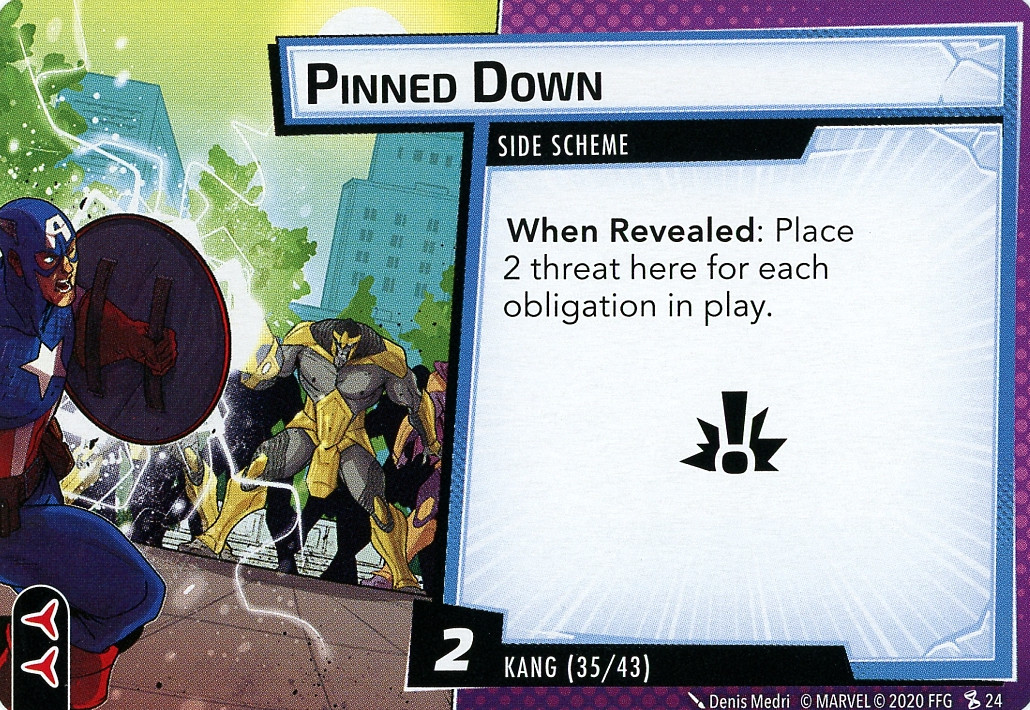 PINNED DOWN
SIDE SCHEME
When Revealed: Place
2 threat here for each
obligation in play.
2
KANG (35/43)
Denis Medri © MARVEL © 2020 FFG 24
A